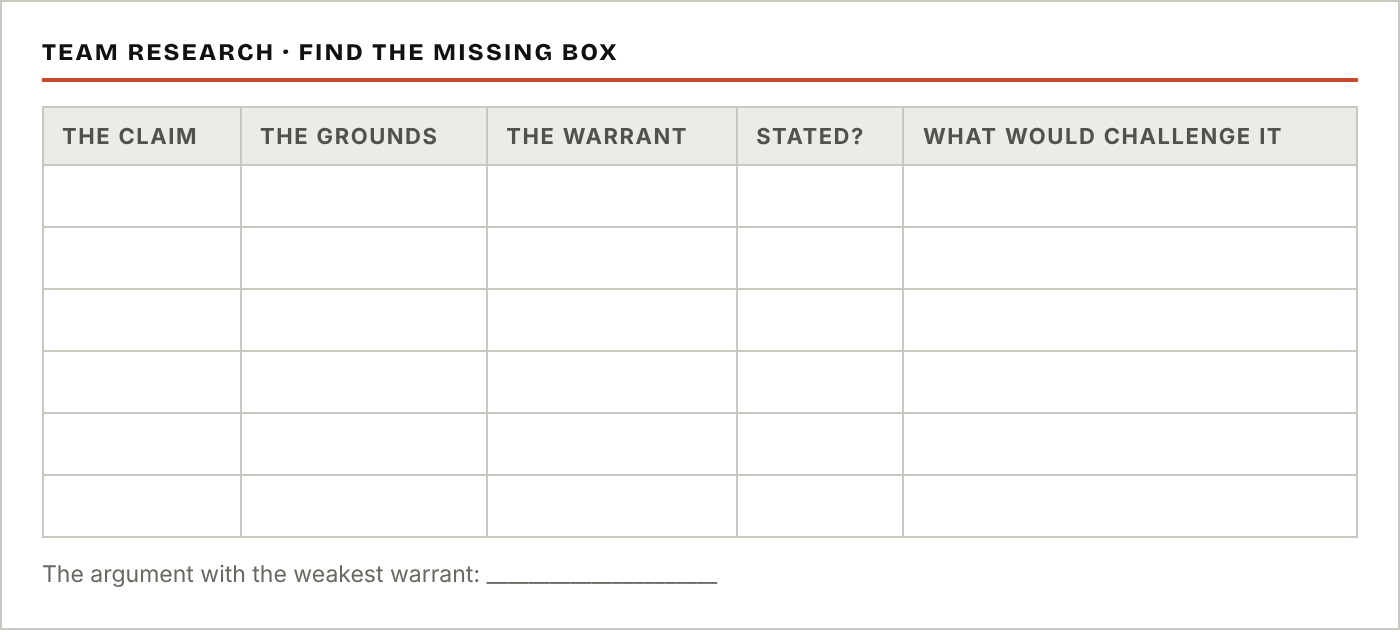 TEAM RESEARCH · FIND THE MISSING BOX
THE CLAIM THE GROUNDS THE WARRANT STATED? WHAT WOULD CHALLENGE IT
The argument with the weakest warrant: ____________________